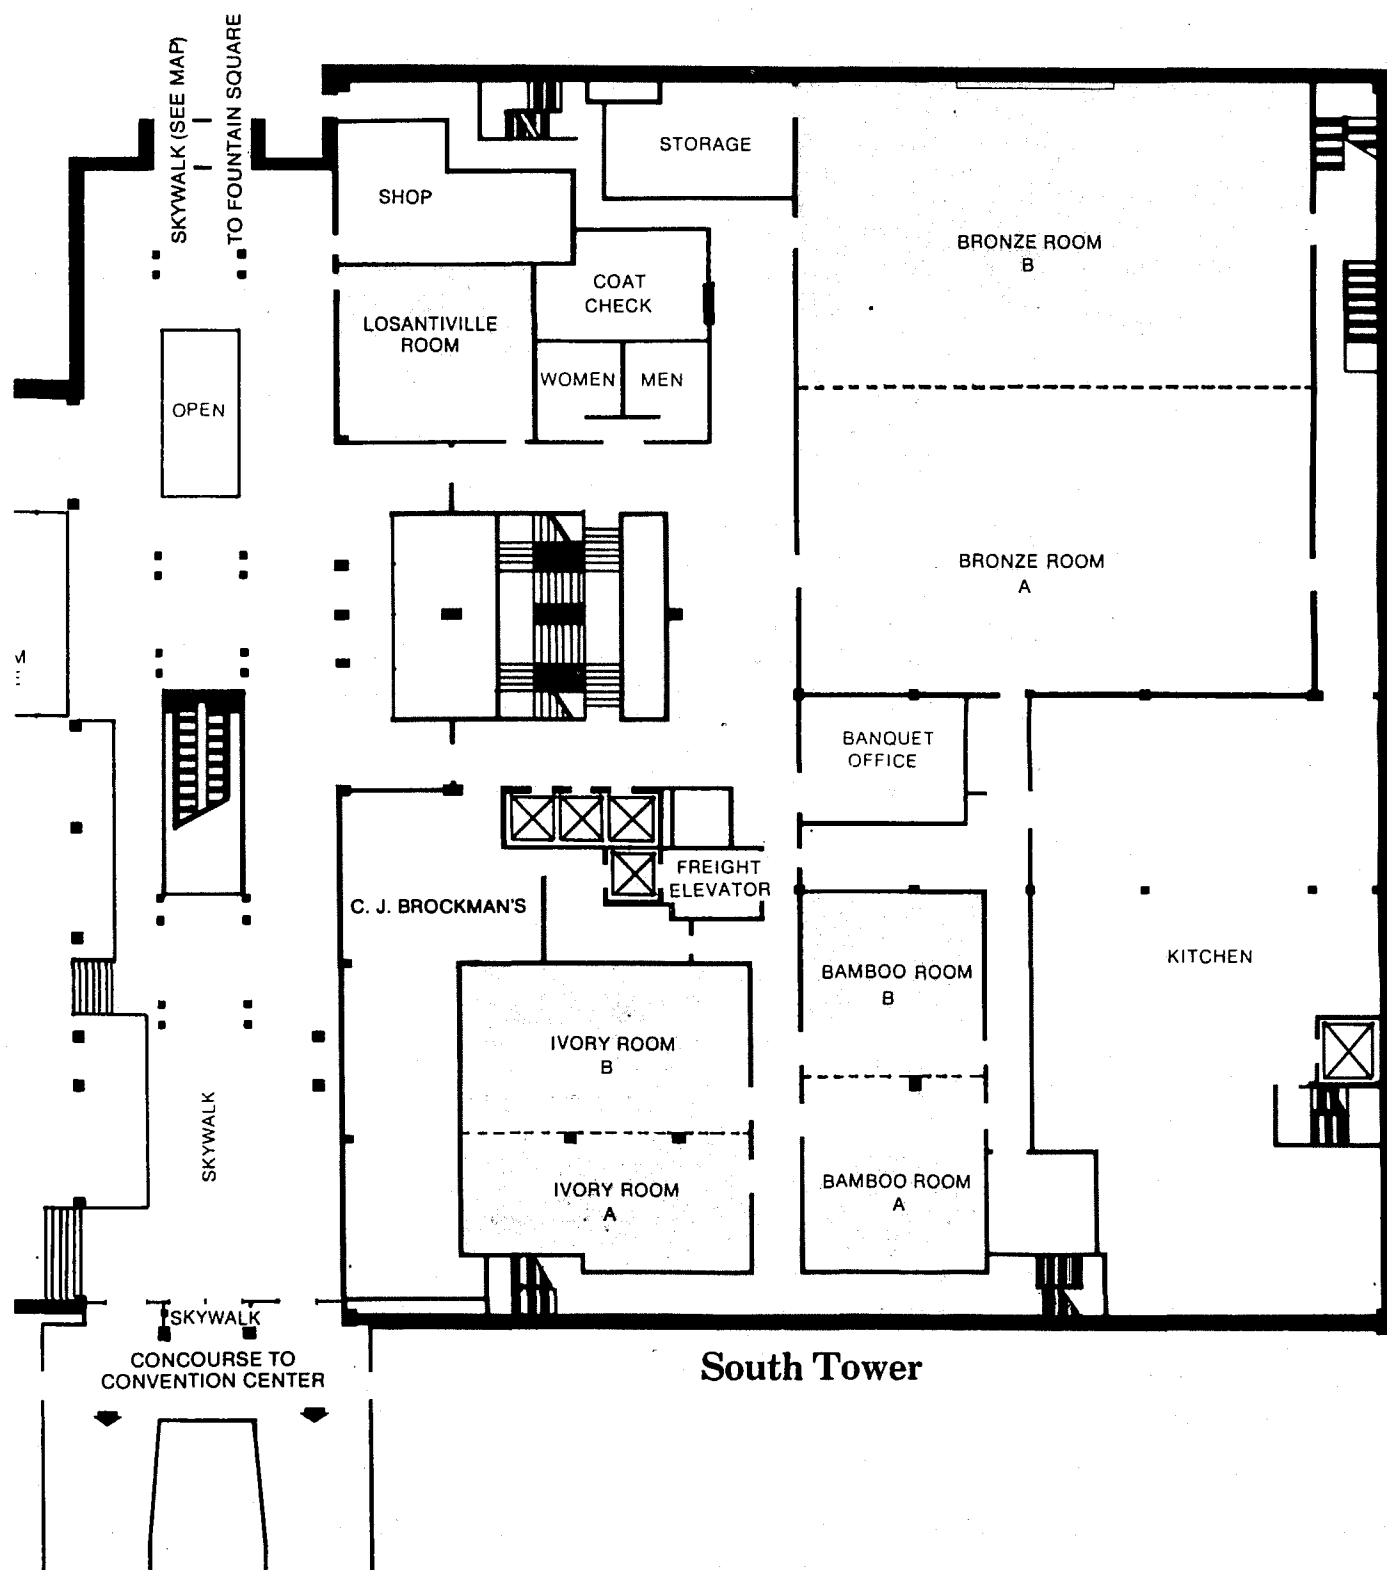 SKYWALK (SEE MAP)
TO FOUNTAIN SQUARE
STORAGE
SHOP
BRONZE ROOM
B
COAT
CHECK
LOSANTIVILLE
ROOM
WOMEN
MEN
OPEN
BRONZE ROOM
A
BANQUET
OFFICE
FREIGHT
ELEVATOR
C. J. BROCKMAN'S
BAMBOO ROOM
B
KITCHEN
IVORY ROOM
B
SKYWALK
IVORY ROOM
A
BAMBOO ROOM
A
SKYWALK
CONCOURSE TO
CONVENTION CENTER
South Tower